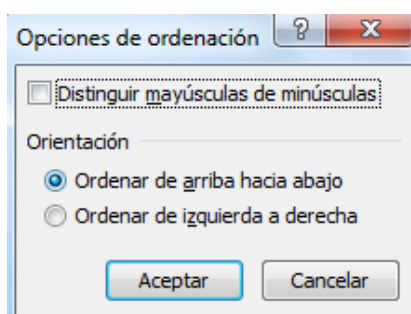 Opciones de ordenación
Distinguir mayúsculas de minúsculas
Orientación
Ordenar de arriba hacia abajo
Ordenar de izquierda a derecha
Aceptar Cancelar